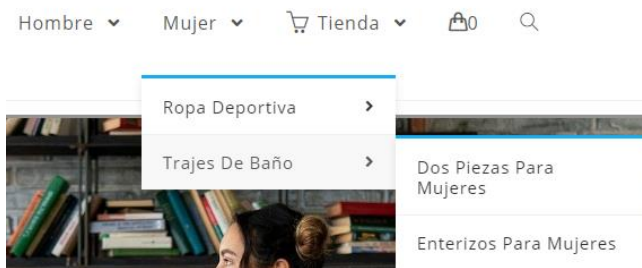 Hombre Mujer Tienda 0
Ropa Deportiva
Trajes De Baño
Dos Piezas Para
Mujeres
Enterizos Para Mujeres